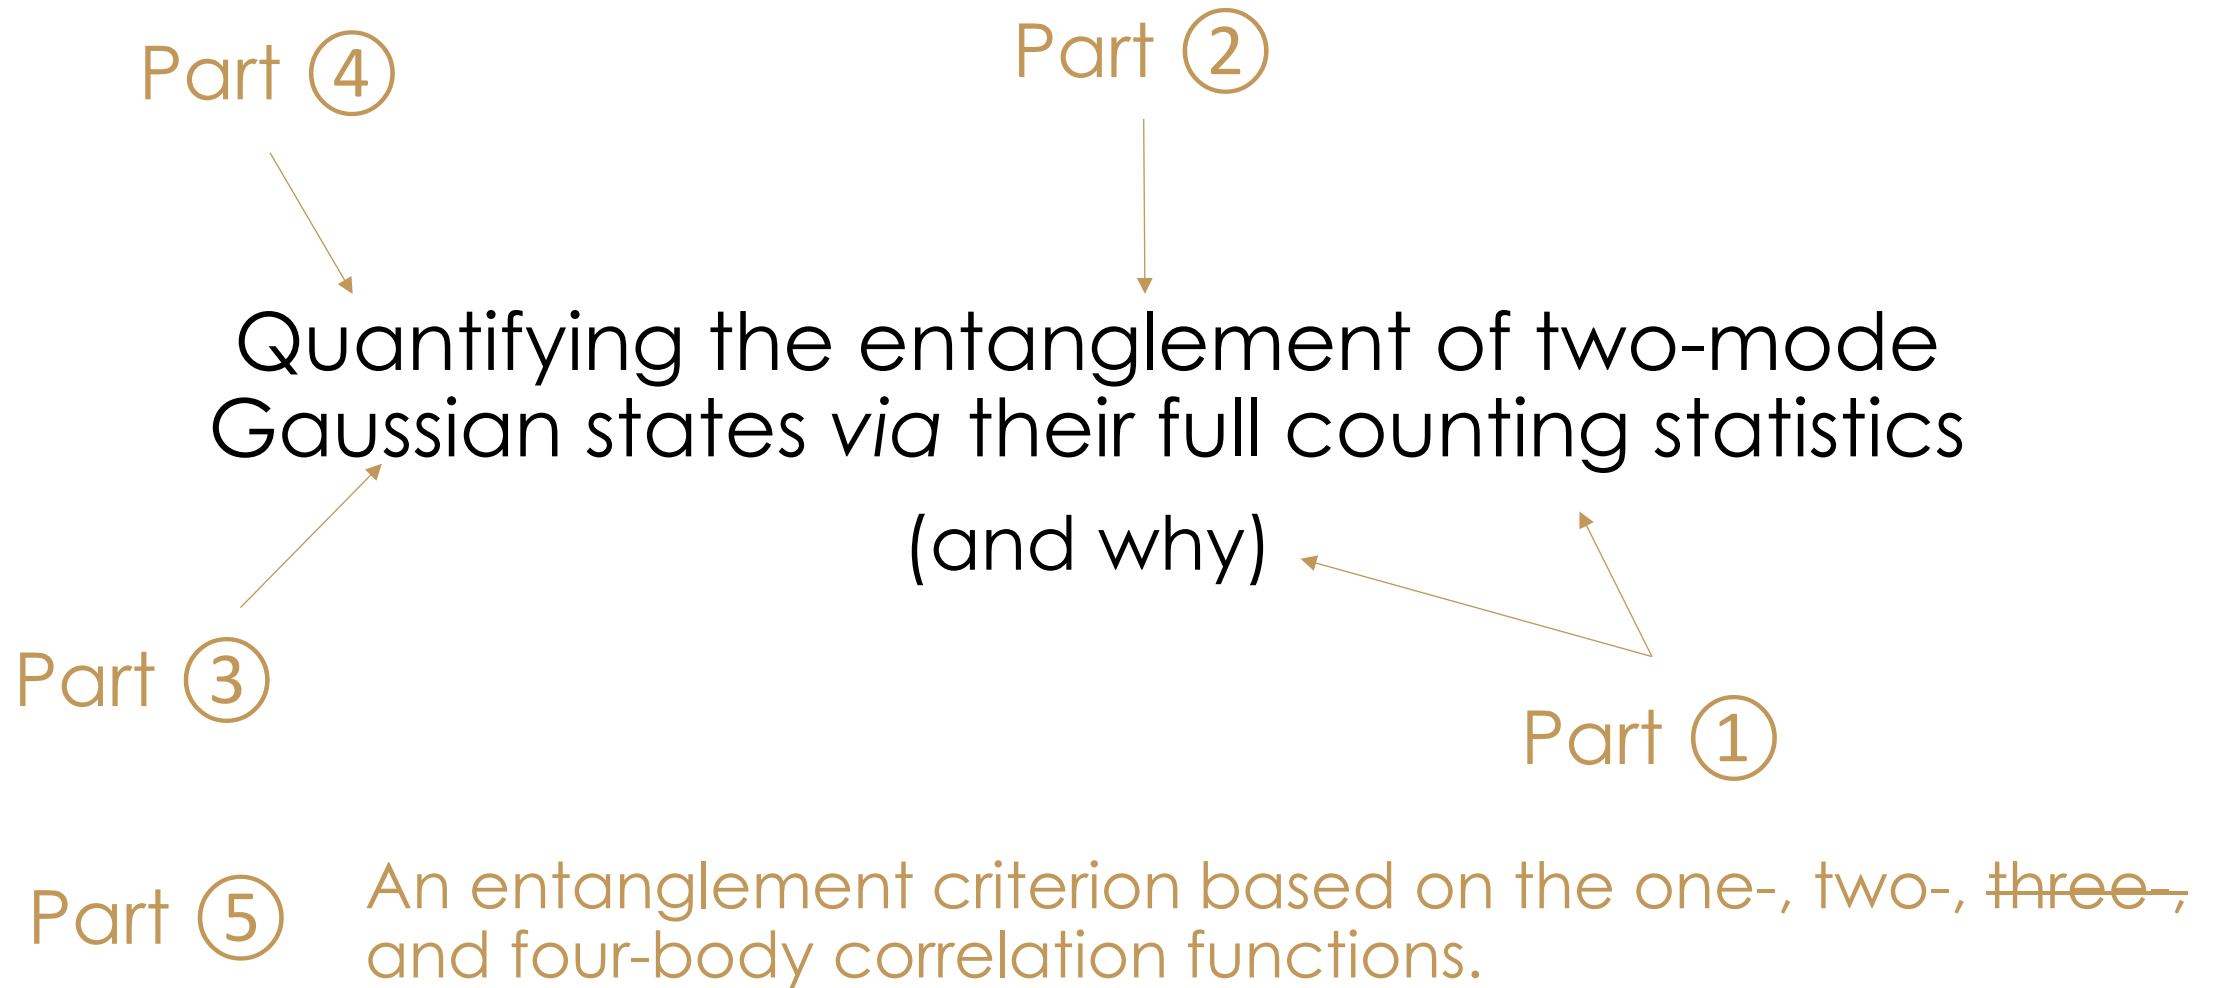 Part ④
Part ②
Quantifying the entanglement of two-mode
Gaussian states via their full counting statistics
(and why)
Part ③
Part ①
Part ⑤
An entanglement criterion based on the one-, two-, three-,
and four-body correlation functions.